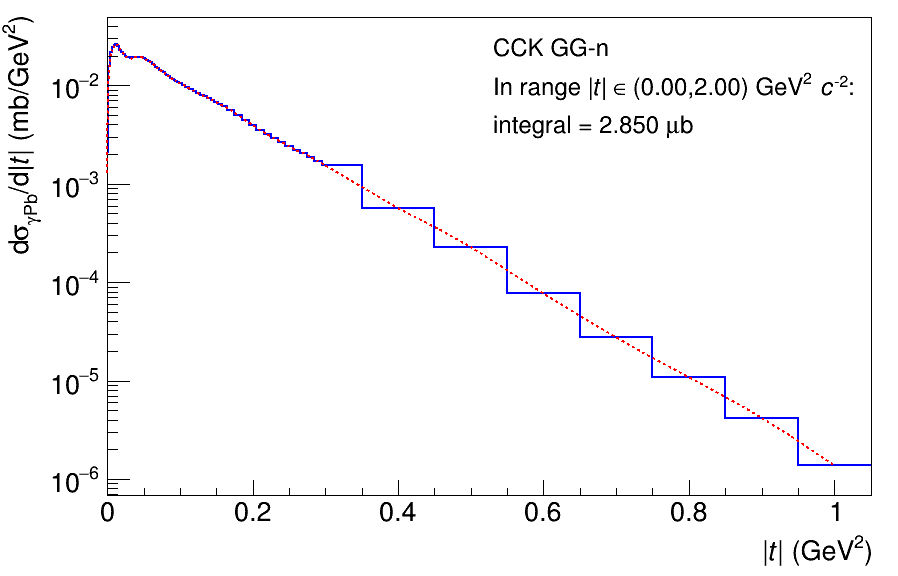 dσγPb/d|t| (mb/GeV²)
CCK GG-n
In range |t| ∈ (0.00,2.00) GeV² c⁻²:
integral = 2.850 μb
10⁻²
10⁻³
10⁻⁴
10⁻⁵
10⁻⁶
0 0.2 0.4 0.6 0.8 1
|t| (GeV²)